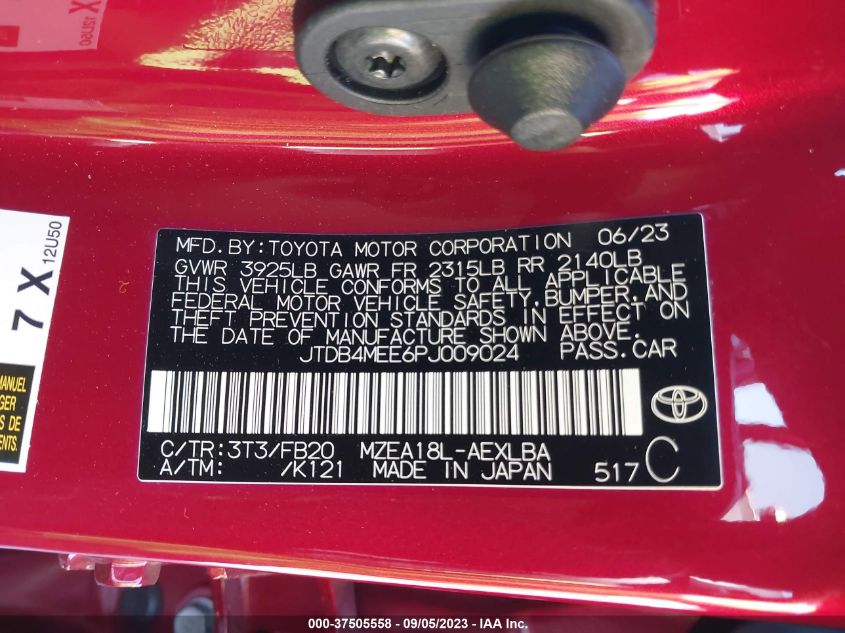 X
12U50
MFD. BY: TOYOTA MOTOR CORPORATION 06/23
GVWR 3925LB GAWR FR 2315LB RR 2140LB
THIS VEHICLE CONFORMS TO ALL APPLICABLE
FEDERAL MOTOR VEHICLE SAFETY, BUMPER, AND
THEFT PREVENTION STANDARDS IN EFFECT ON
THE DATE OF MANUFACTURE SHOWN ABOVE.
JTDB4MEE6PJ009024 PASS. CAR
C/TR: 3T3/FB20 MZEA18L-AEXLBA
A/TM: /K121 MADE IN JAPAN 517 C
7 X
12U50
MANUEL
GER
S DE
ENTS.
000-37505558 - 09/05/2023 - IAA Inc.